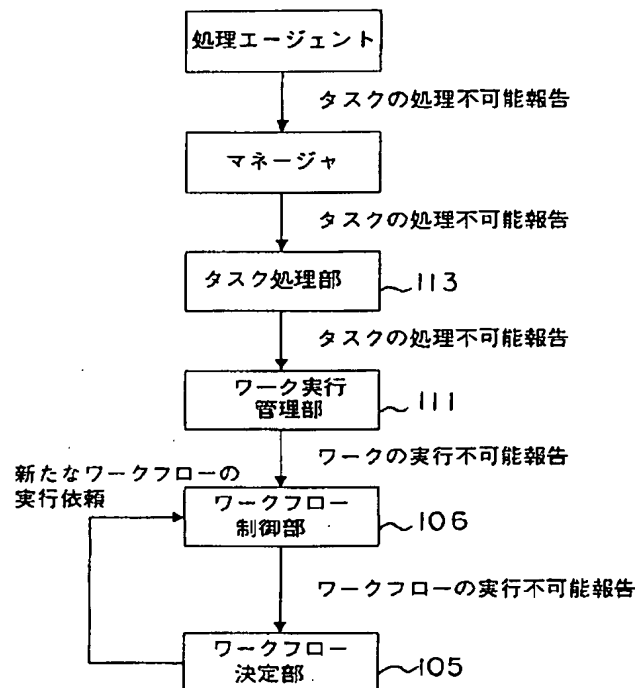 処理エージェント
タスクの処理不可能報告
マネージャ
タスクの処理不可能報告
タスク処理部
113
タスクの処理不可能報告
ワーク実行
管理部
111
ワークの実行不可能報告
新たなワークフローの
実行依頼
ワークフロー
制御部
106
ワークフローの実行不可能報告
ワークフロー
決定部
105